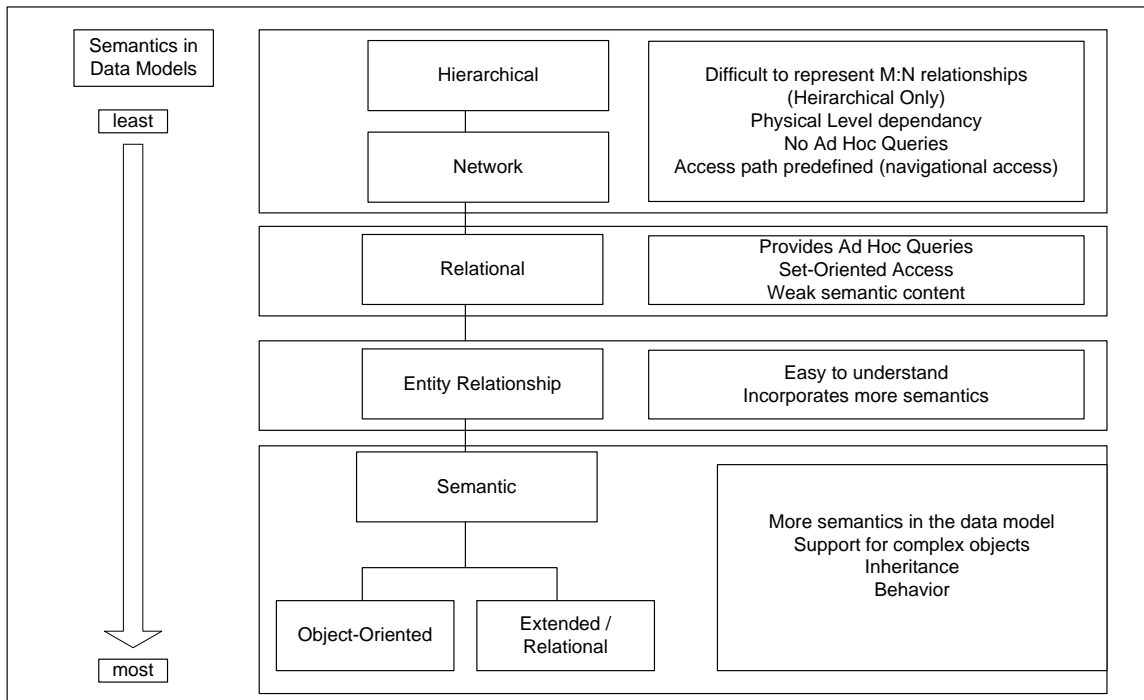 Semantics in
Data Models
least
most
Hierarchical
Network
Difficult to represent M:N relationships
(Heirarchical Only)
Physical Level dependancy
No Ad Hoc Queries
Access path predefined (navigational access)
Relational
Provides Ad Hoc Queries
Set-Oriented Access
Weak semantic content
Entity Relationship
Easy to understand
Incorporates more semantics
Semantic
Object-Oriented
Extended /
Relational
More semantics in the data model
Support for complex objects
Inheritance
Behavior